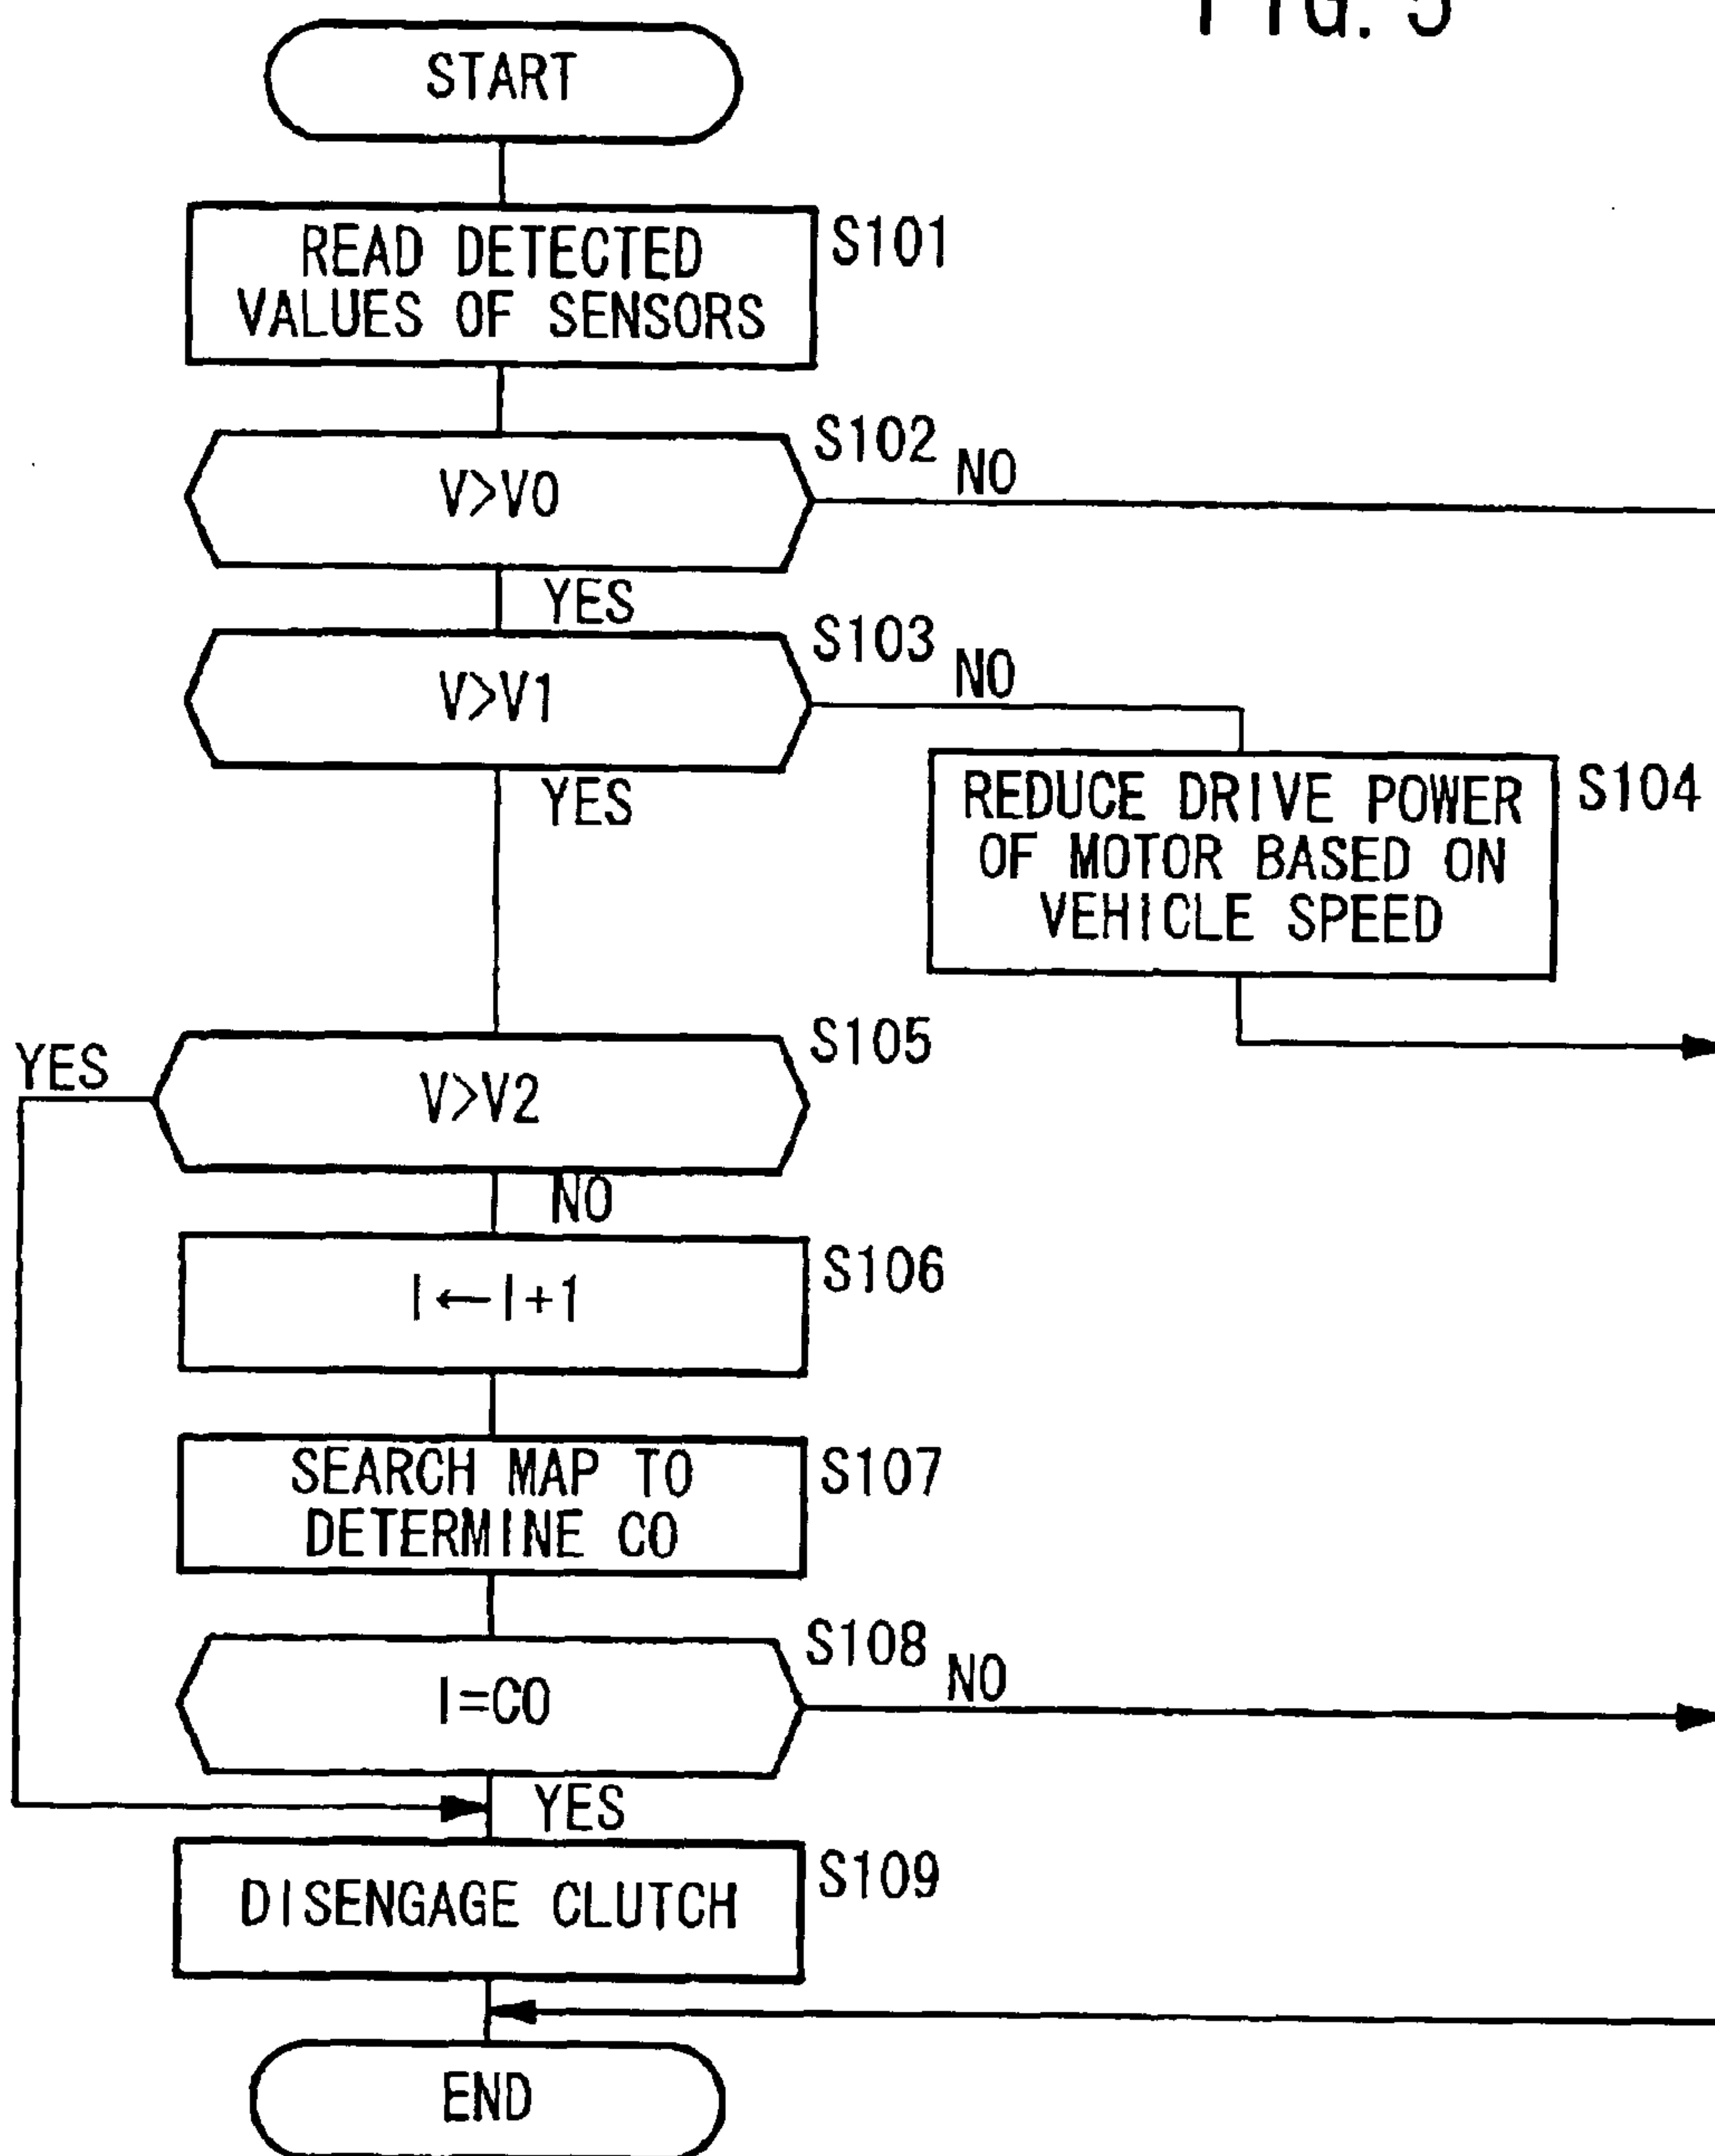 FIG. 5
START
READ DETECTED
VALUES OF SENSORS
S101
V>V0
S102
NO
YES
V>V1
S103
NO
YES
REDUCE DRIVE POWER
OF MOTOR BASED ON
VEHICLE SPEED
S104
V>V2
S105
YES
NO
I←I+1
S106
SEARCH MAP TO
DETERMINE C0
S107
I=C0
S108
NO
YES
DISENGAGE CLUTCH
S109
END